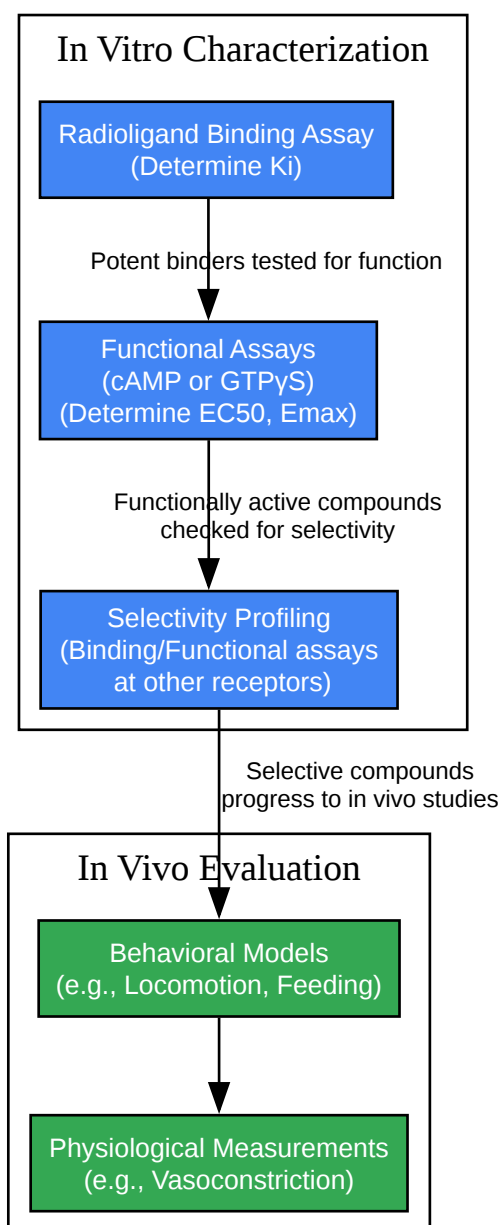 In Vitro Characterization
Radioligand Binding Assay
(Determine Ki)
Potent binders tested for function
Functional Assays
(cAMP or GTPγS)
(Determine EC50, Emax)
Functionally active compounds
checked for selectivity
Selectivity Profiling
(Binding/Functional assays
at other receptors)
Selective compounds
progress to in vivo studies
In Vivo Evaluation
Behavioral Models
(e.g., Locomotion, Feeding)
Physiological Measurements
(e.g., Vasoconstriction)